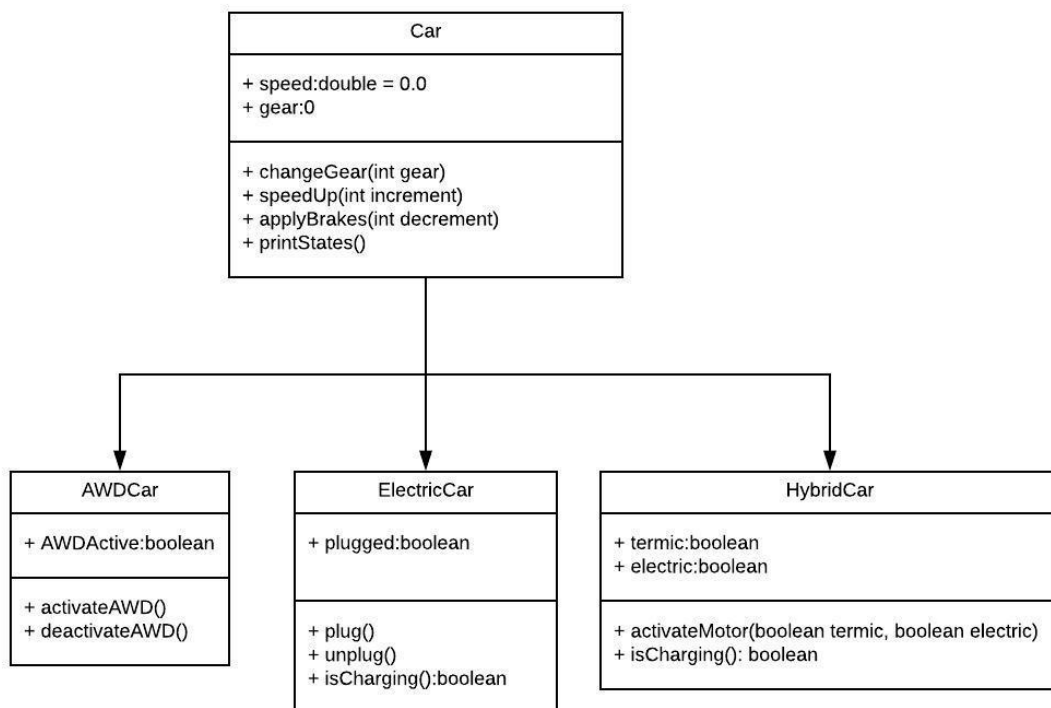 Car
+ speed:double = 0.0
+ gear:0
+ changeGear(int gear)
+ speedUp(int increment)
+ applyBrakes(int decrement)
+ printStates()
AWDCar
+ AWDActive:boolean
+ activateAWD()
+ deactivateAWD()
ElectricCar
+ plugged:boolean
+ plug()
+ unplug()
+ isCharging():boolean
HybridCar
+ termic:boolean
+ electric:boolean
+ activateMotor(boolean termic, boolean electric)
+ isCharging(): boolean